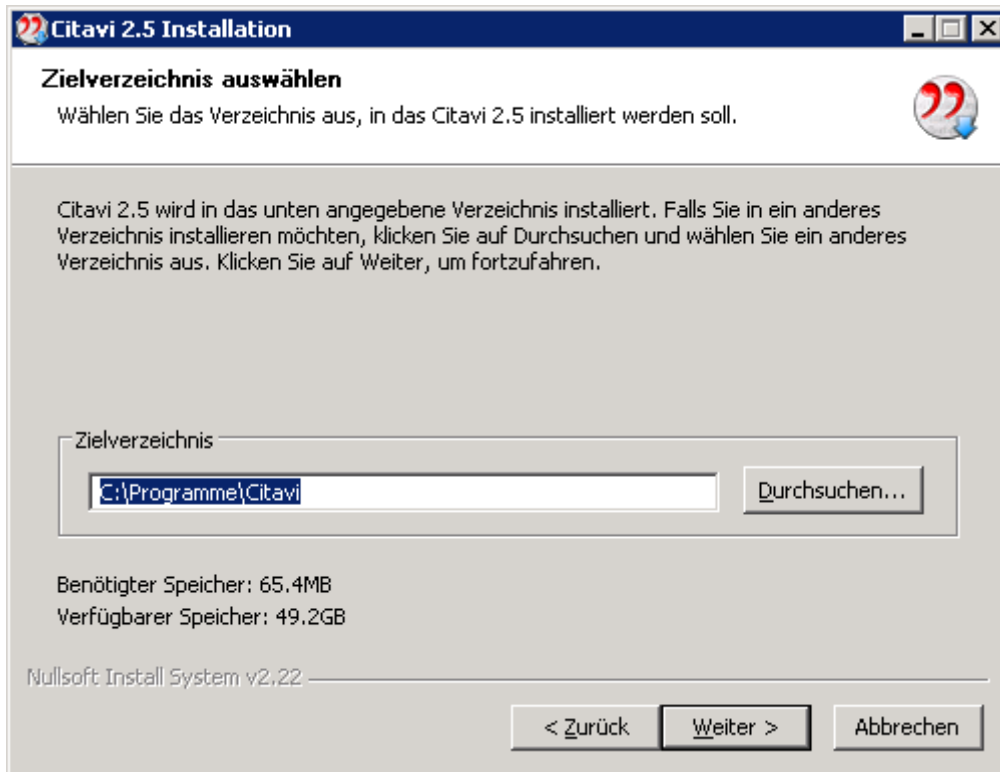 Citavi 2.5 Installation
Zielverzeichnis auswählen
Wählen Sie das Verzeichnis aus, in das Citavi 2.5 installiert werden soll.
Citavi 2.5 wird in das unten angegebene Verzeichnis installiert. Falls Sie in ein anderes
Verzeichnis installieren möchten, klicken Sie auf Durchsuchen und wählen Sie ein anderes
Verzeichnis aus. Klicken Sie auf Weiter, um fortzufahren.
Zielverzeichnis
C:\Programme\Citavi
Durchsuchen...
Benötigter Speicher: 65.4MB
Verfügbarer Speicher: 49.2GB
Nullsoft Install System v2.22
< Zurück
Weiter >
Abbrechen